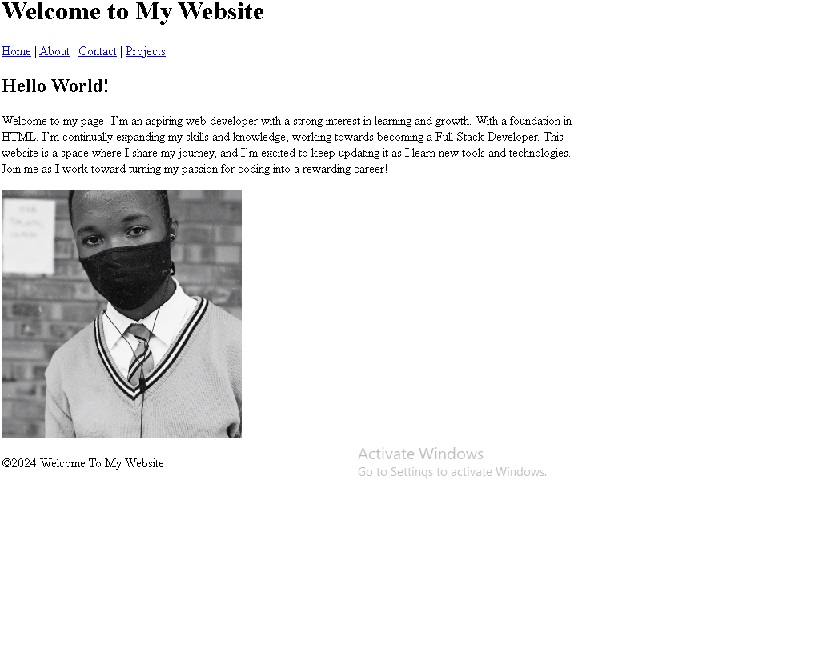 Welcome to My Website
Home | About | Contact | Projects
Hello World!
Welcome to my page. I'm an aspiring web developer with a strong interest in learning and growth. With a foundation in
HTML, I'm continually expanding my skills and knowledge, working towards becoming a Full Stack Developer. This
website is a space where I share my journey, and I'm excited to keep updating it as I learn new tools and technologies.
Join me as I work toward turning my passion for coding into a rewarding career!
©2024 Welcome To My Website
Activate Windows
Go to Settings to activate Windows.